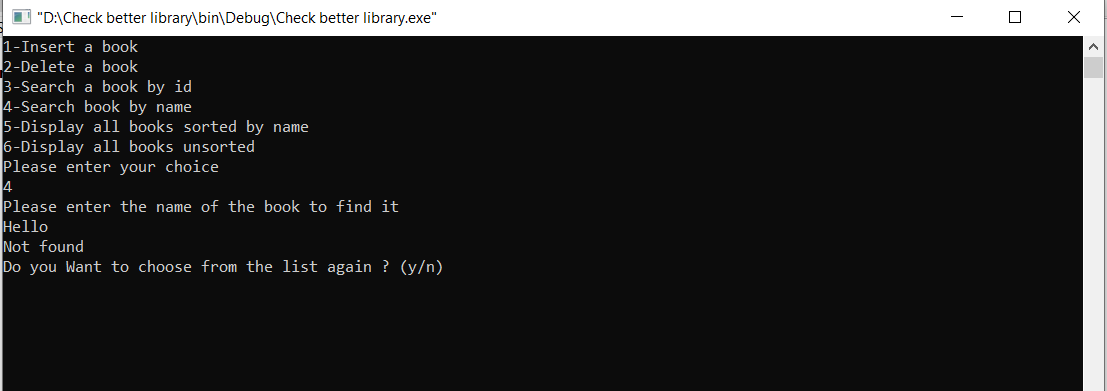 "D:\Check better library\bin\Debug\Check better library.exe"
1-Insert a book
2-Delete a book
3-Search a book by id
4-Search book by name
5-Display all books sorted by name
6-Display all books unsorted
Please enter your choice
4
Please enter the name of the book to find it
Hello
Not found
Do you Want to choose from the list again ? (y/n)